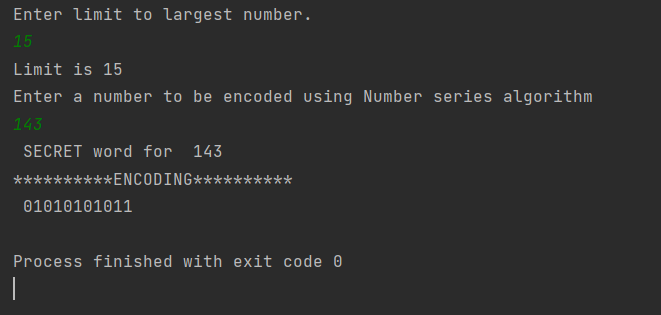 Enter limit to largest number.
15
Limit is 15
Enter a number to be encoded using Number series algorithm
143
 SECRET word for  143
**********ENCODING**********
 01010101011
Process finished with exit code 0